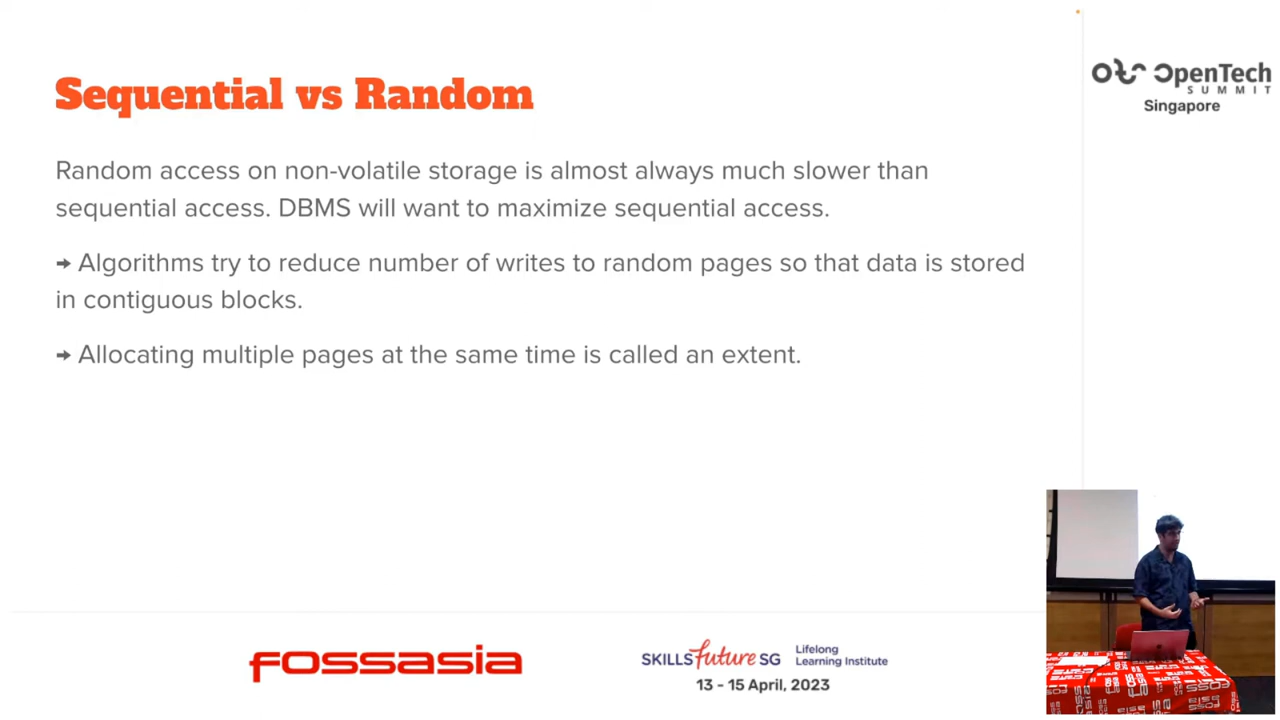 Sequential vs Random
OpenTech
SUMMIT
Singapore
Random access on non-volatile storage is almost always much slower than
sequential access. DBMS will want to maximize sequential access.
→ Algorithms try to reduce number of writes to random pages so that data is stored
in contiguous blocks.
→ Allocating multiple pages at the same time is called an extent.
FOSSASIA
SKILLSfuture SG
Lifelong
Learning Institute
13 - 15 April, 2023